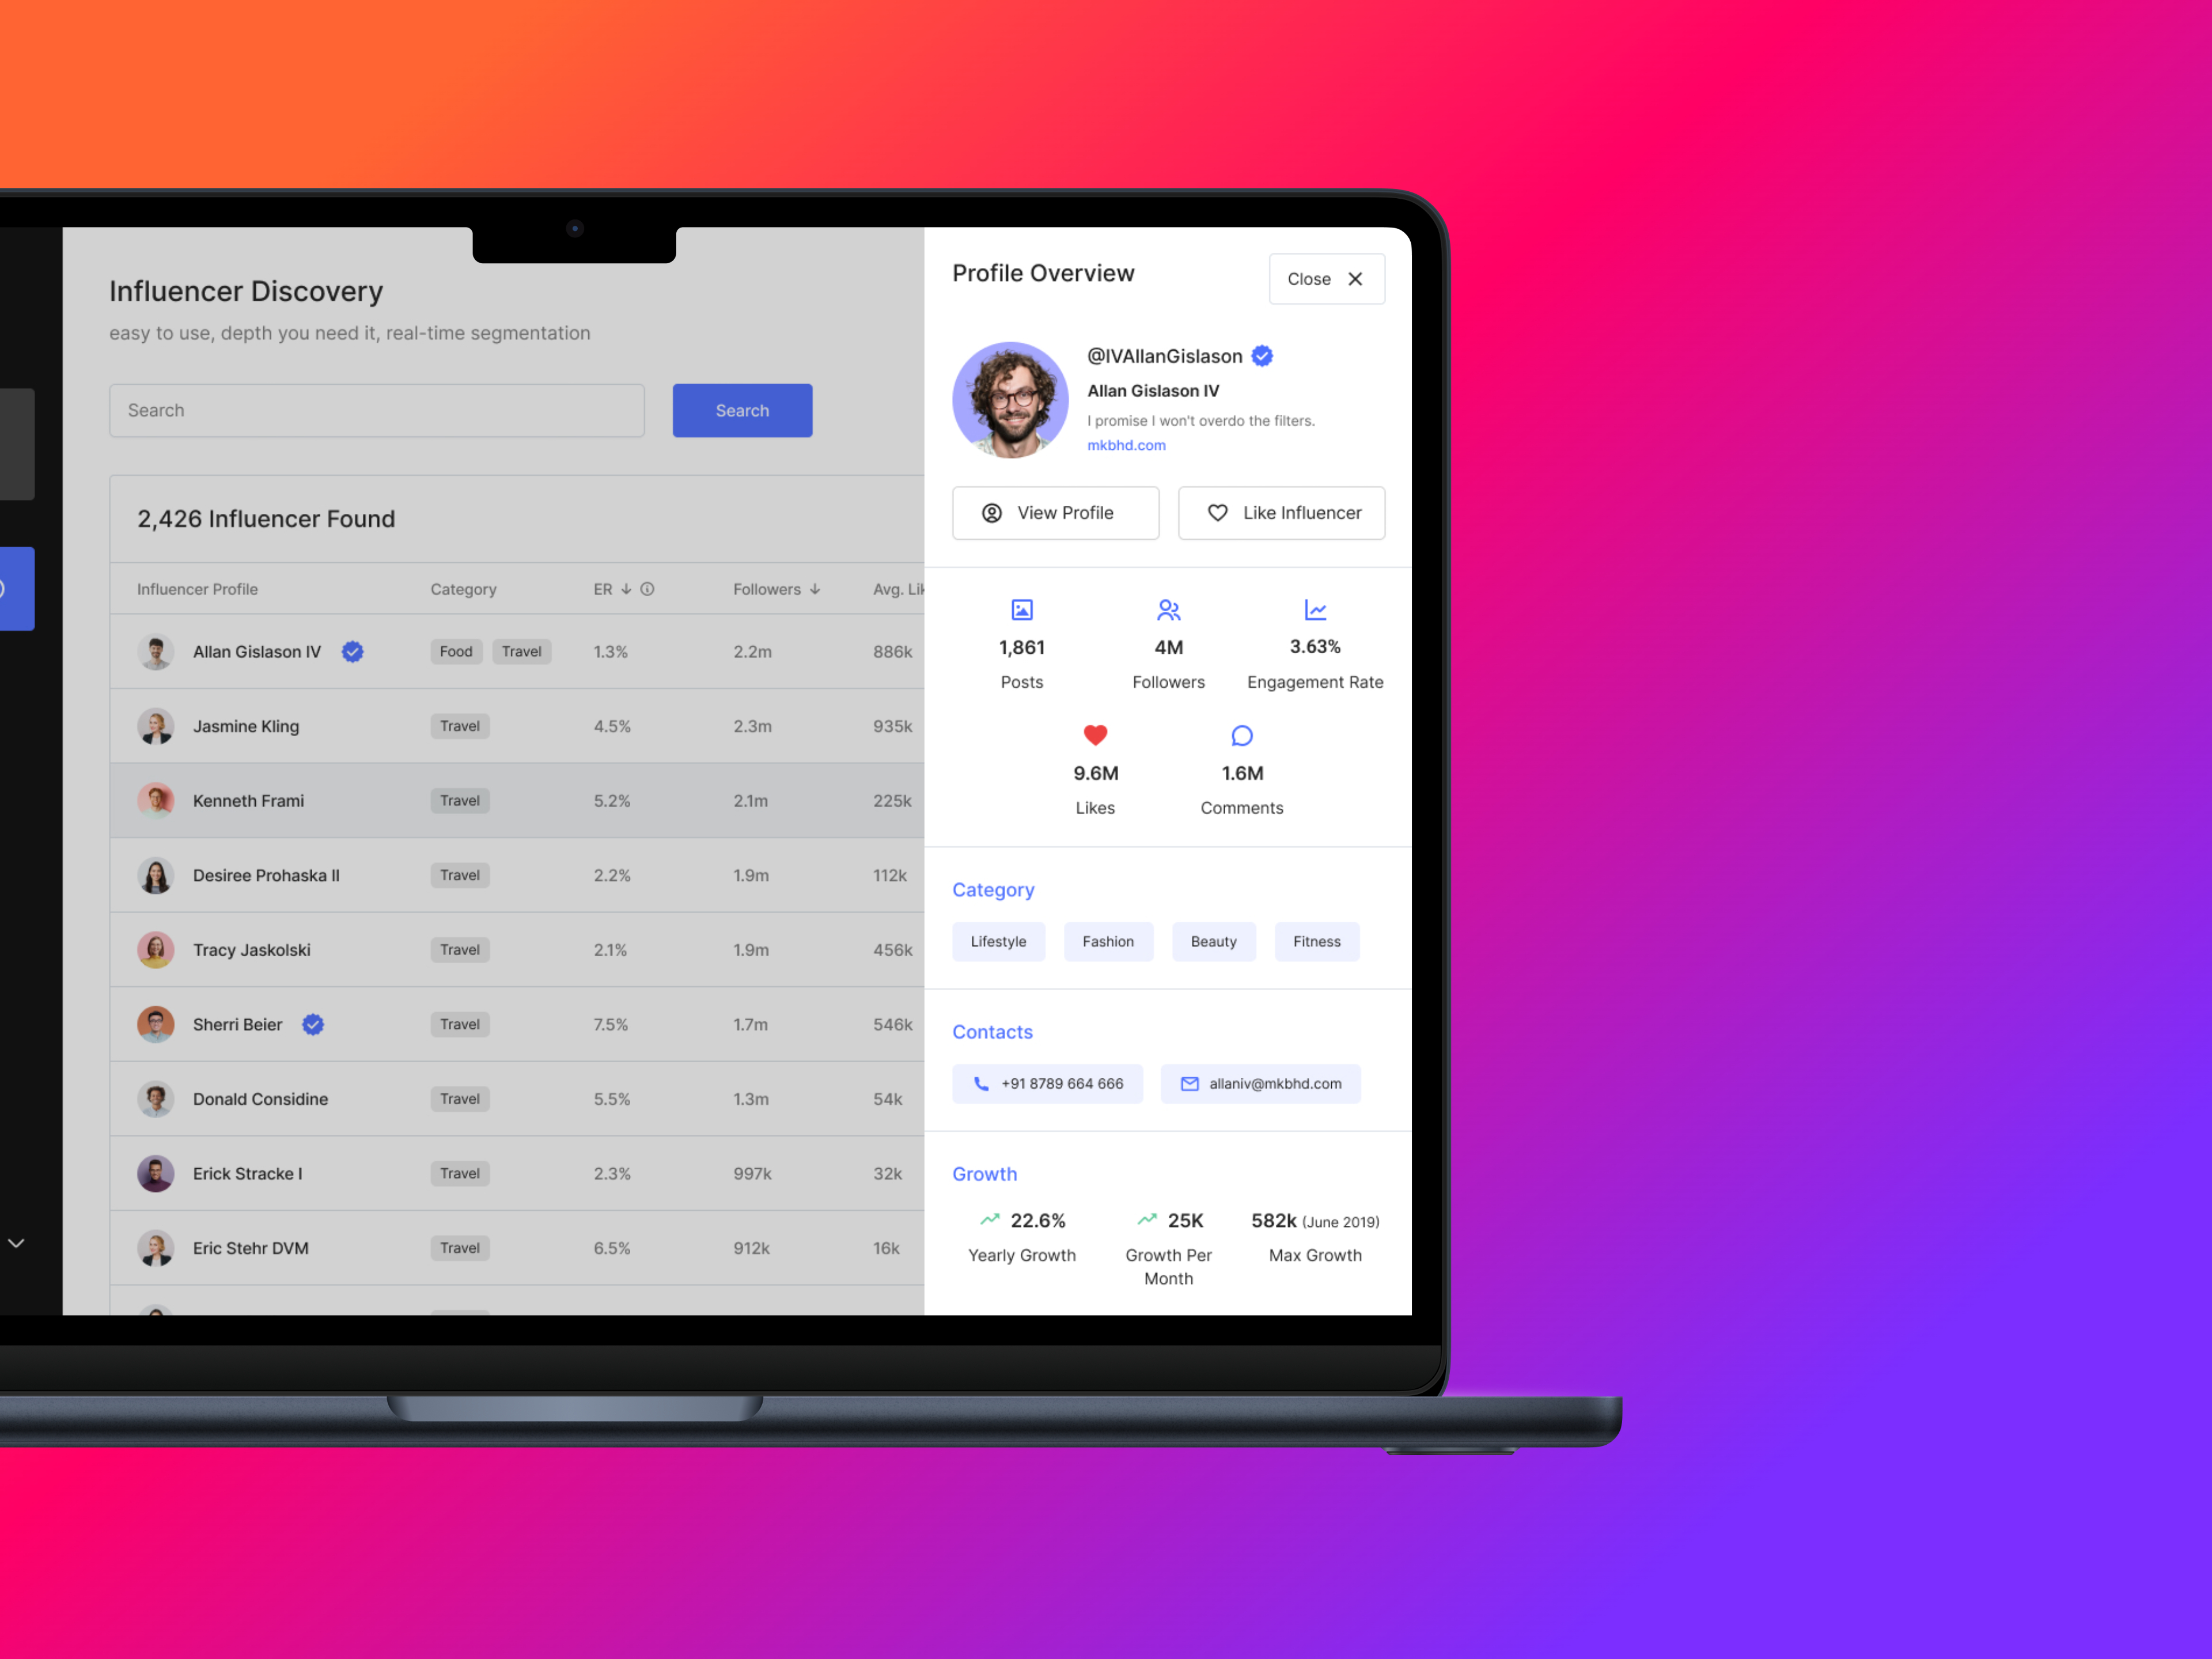 Influencer Discovery
easy to use, depth you need it, real-time segmentation
Search
Search
2,426 Influencer Found
Influencer Profile Category ER Followers Avg. Lik
Allan Gislason IV Food Travel 1.3% 2.2m 886k
Jasmine Kling Travel 4.5% 2.3m 935k
Kenneth Frami Travel 5.2% 2.1m 225k
Desiree Prohaska II Travel 2.2% 1.9m 112k
Tracy Jaskolski Travel 2.1% 1.9m 456k
Sherri Beier Travel 7.5% 1.7m 546k
Donald Considine Travel 5.5% 1.3m 54k
Erick Stracke I Travel 2.3% 997k 32k
Eric Stehr DVM Travel 6.5% 912k 16k
Profile Overview
Close
@IVAllanGislason
Allan Gislason IV
I promise I won't overdo the filters.
mkbhd.com
View Profile Like Influencer
1,861 4M 3.63%
Posts Followers Engagement Rate
9.6M 1.6M
Likes Comments
Category
Lifestyle Fashion Beauty Fitness
Contacts
+91 8789 664 666 allaniv@mkbhd.com
Growth
22.6% 25K 582k (June 2019)
Yearly Growth Growth Per Max Growth
Month